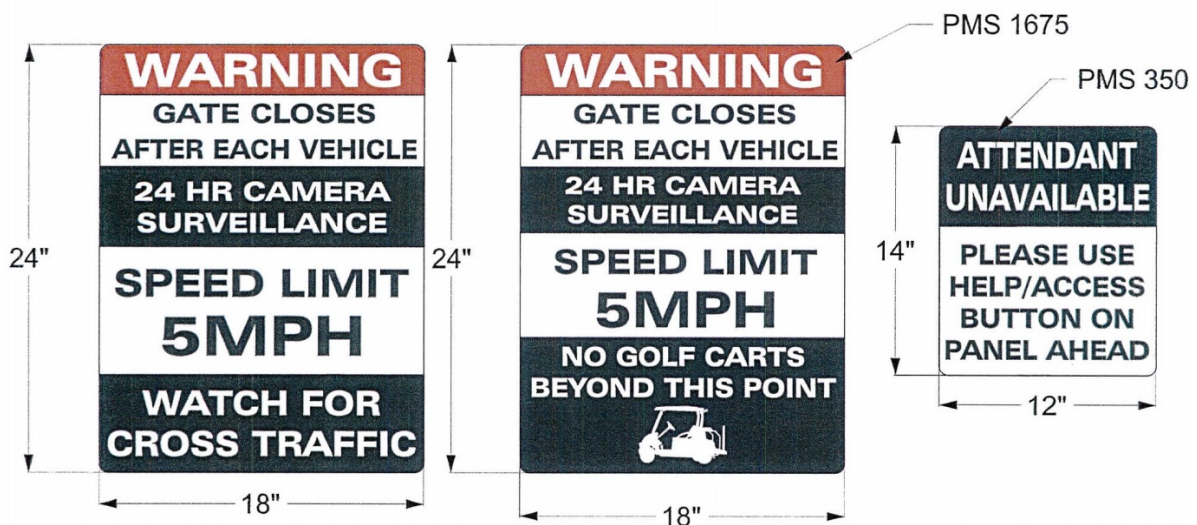 WARNING
GATE CLOSES
AFTER EACH VEHICLE
24 HR CAMERA
SURVEILLANCE
SPEED LIMIT
5MPH
WATCH FOR
CROSS TRAFFIC
24"
18"
WARNING
GATE CLOSES
AFTER EACH VEHICLE
24 HR CAMERA
SURVEILLANCE
SPEED LIMIT
5MPH
NO GOLF CARTS
BEYOND THIS POINT
24"
18"
PMS 1675
PMS 350
ATTENDANT
UNAVAILABLE
PLEASE USE
HELP/ACCESS
BUTTON ON
PANEL AHEAD
14"
12"